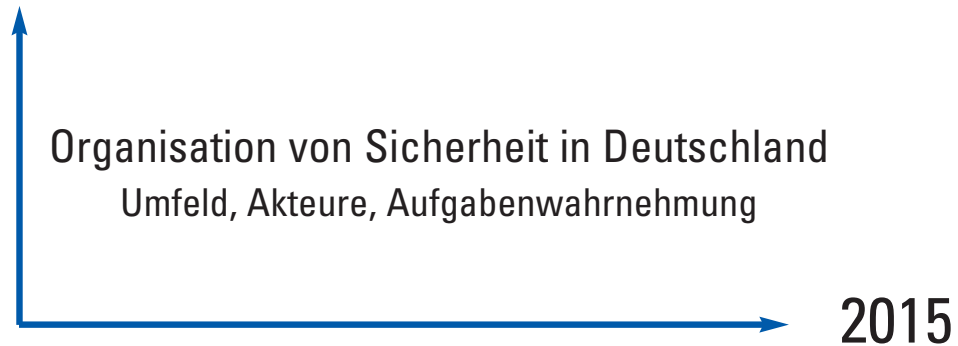 Organisation von Sicherheit in Deutschland
Umfeld, Akteure, Aufgabenwahrnehmung
2015